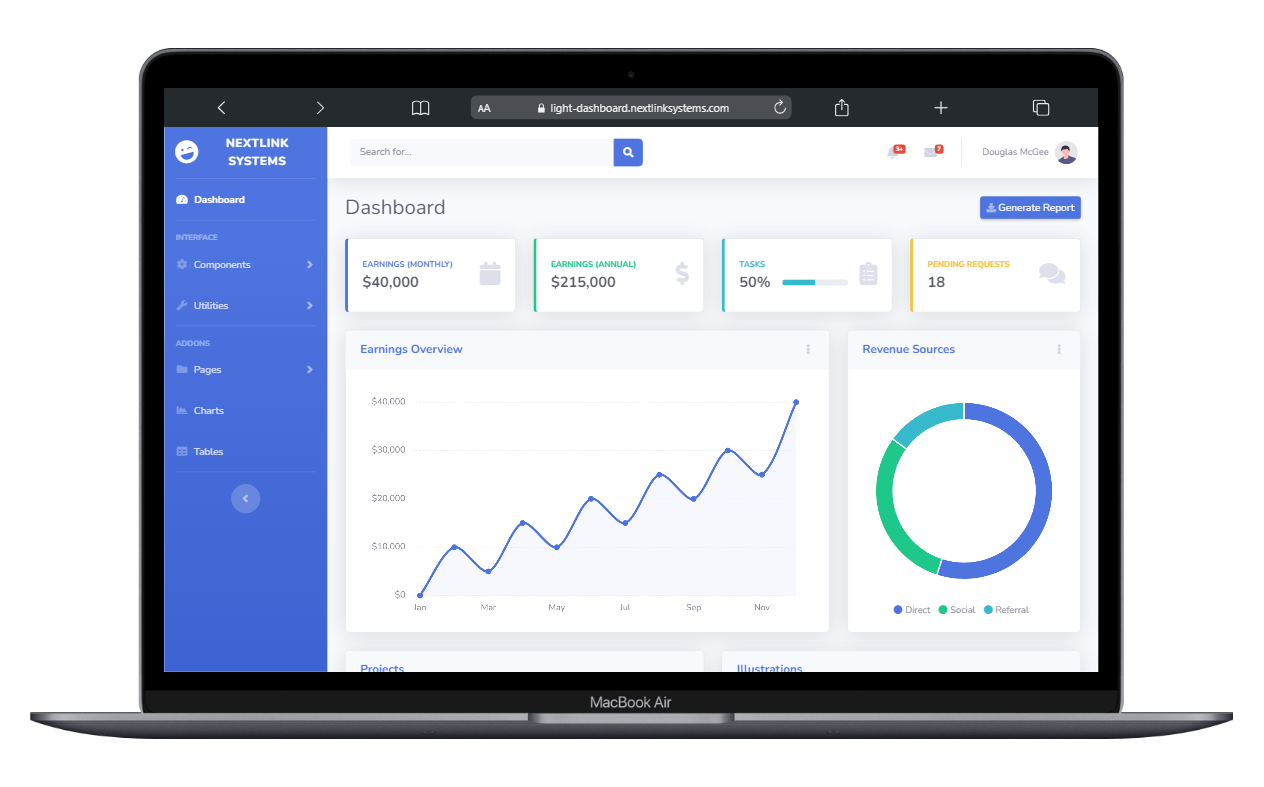 AA
light-dashboard.nextlinksystems.com
NEXTLINK
SYSTEMS
Search for...
3+
7
Douglas McGee
Dashboard
INTERFACE
Components
Utilities
ADDONS
Pages
Charts
Tables
Dashboard
Generate Report
EARNINGS (MONTHLY)
$40,000
EARNINGS (ANNUAL)
$215,000
TASKS
50%
PENDING REQUESTS
18
Earnings Overview
$40,000
$30,000
$20,000
$10,000
$0
Jan Mar May Jul Sep Nov
Revenue Sources
Direct Social Referral
Projects
Illustrations
MacBook Air